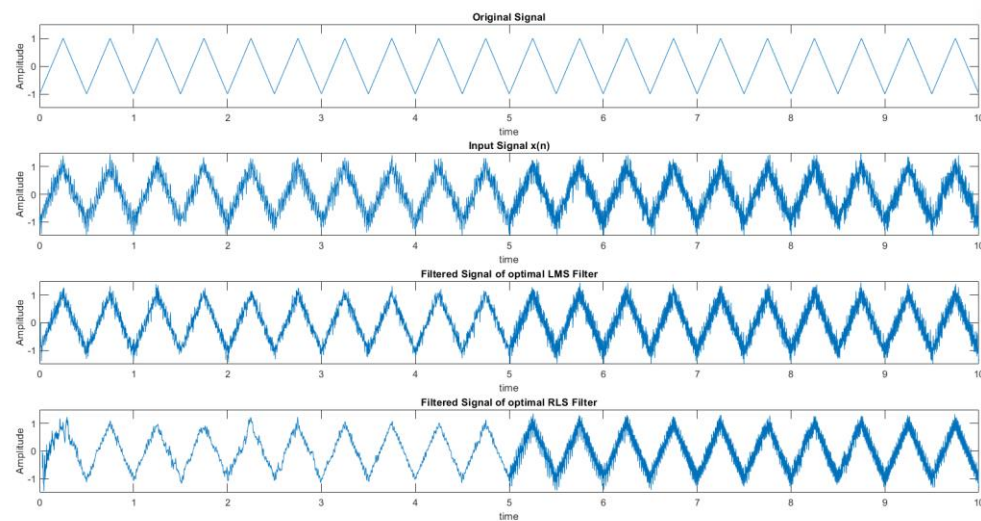 Original Signal
Amplitude
1
0
-1
0 1 2 3 4 5 6 7 8 9 10
time
Input Signal x(n)
Amplitude
1
0
-1
0 1 2 3 4 5 6 7 8 9 10
time
Filtered Signal of optimal LMS Filter
Amplitude
1
0
-1
0 1 2 3 4 5 6 7 8 9 10
time
Filtered Signal of optimal RLS Filter
Amplitude
1
0
-1
0 1 2 3 4 5 6 7 8 9 10
time